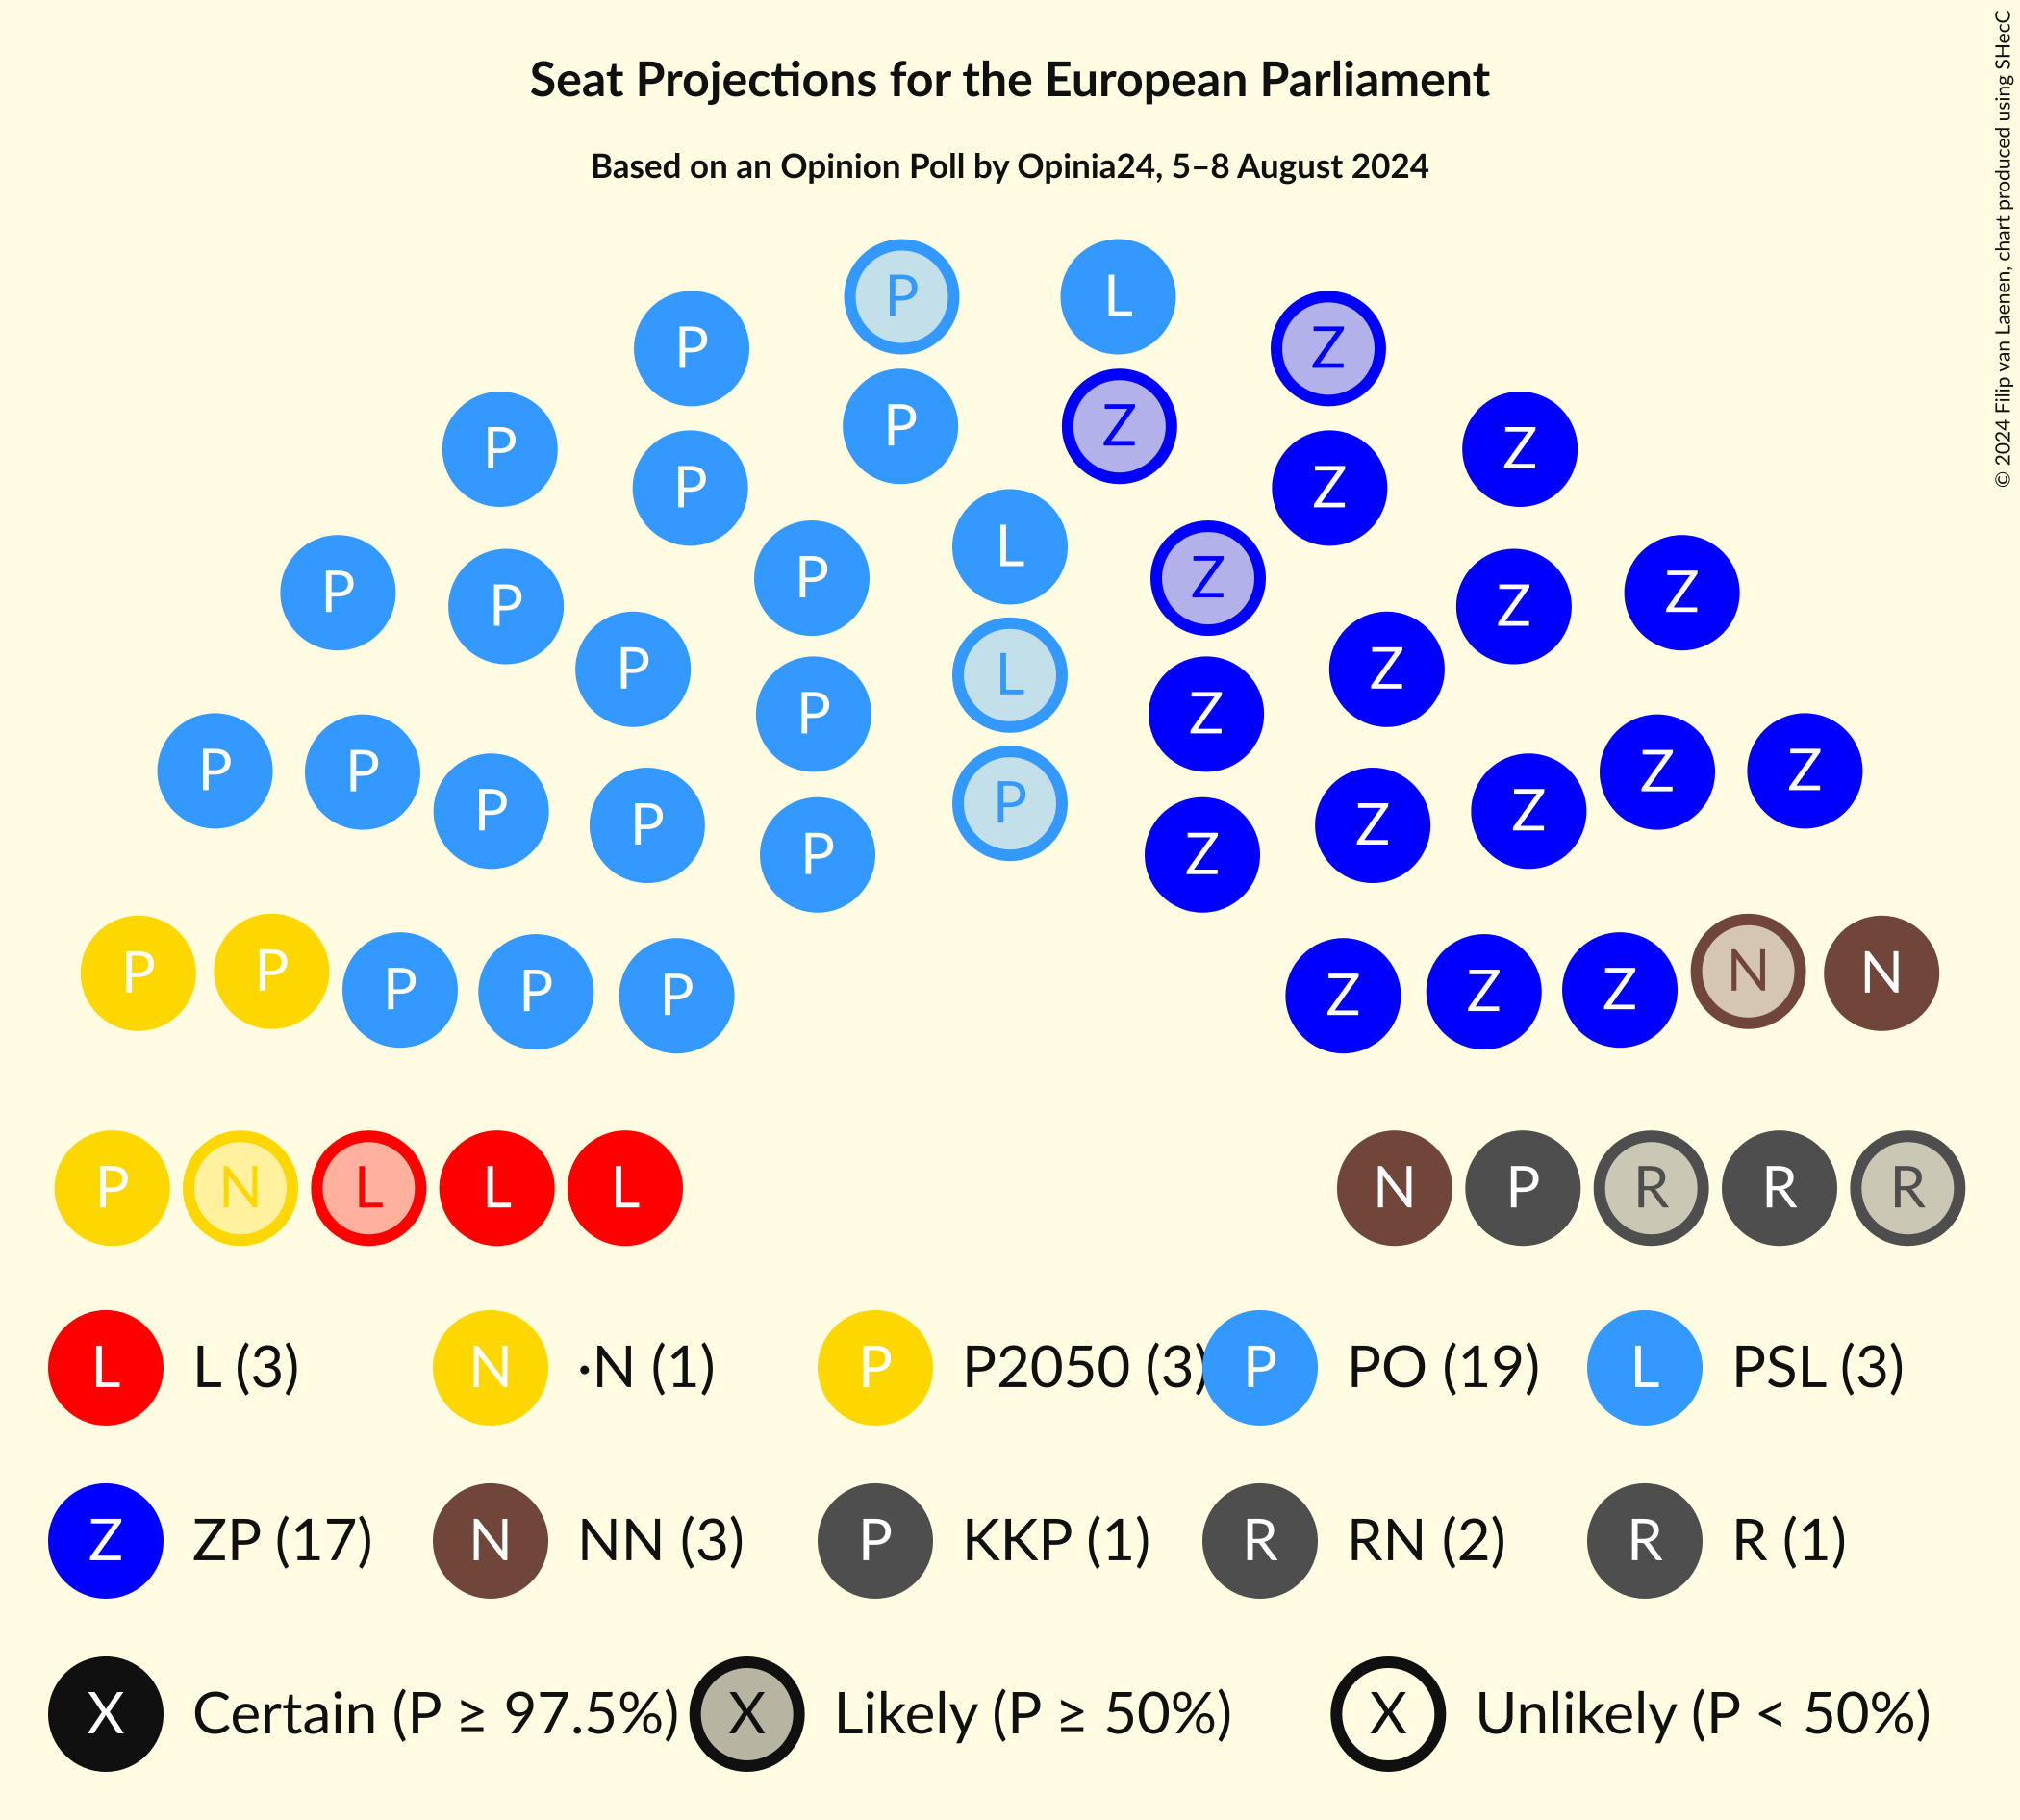 Seat Projections for the European Parliament
Based on an Opinion Poll by Opinia24, 5–8 August 2024
© 2024 Filip van Laenen, chart produced using SHecC
P L
P Z
P Z
P Z
P P Z Z
P L Z
P P Z Z
P Z
L
P Z
P P Z Z
P
P P Z Z
P Z
P Z
P P N N
P P P Z Z Z
P N L L L N P R R R
L L (3) N ·N (1) P P2050 (3) P PO (19) L PSL (3)
Z ZP (17) N NN (3) P KKP (1) R RN (2) R R (1)
X Certain (P ≥ 97.5%) X Likely (P ≥ 50%) X Unlikely (P < 50%)